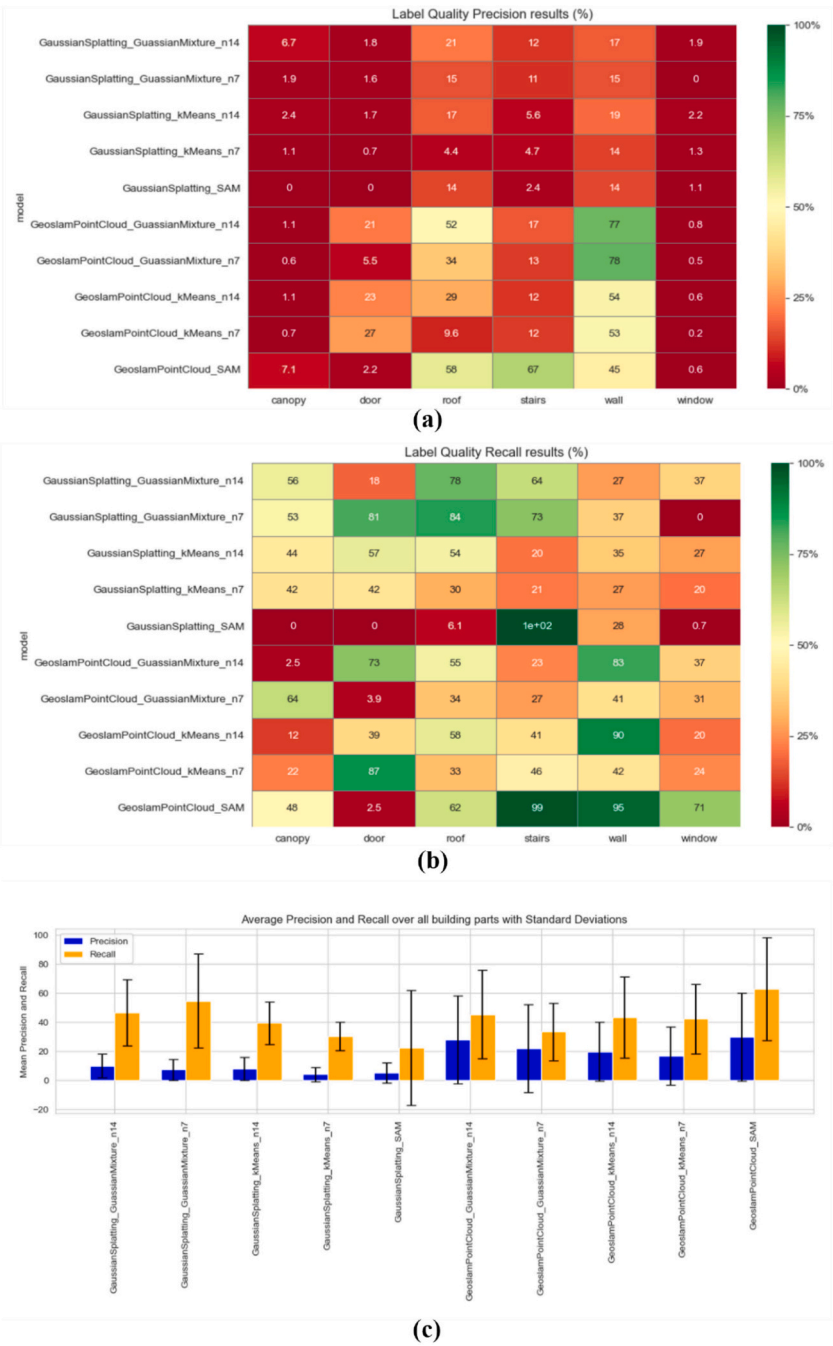 Label Quality Precision results (%)
GaussianSplatting_GuassianMixture_n14 6.7 1.8 21 12 17 1.9
GaussianSplatting_GuassianMixture_n7 1.9 1.6 15 11 15 0
GaussianSplatting_kMeans_n14 2.4 1.7 17 5.6 19 2.2
GaussianSplatting_kMeans_n7 1.1 0.7 4.4 4.7 14 1.3
GaussianSplatting_SAM 0 0 14 2.4 14 1.1
GeoslamPointCloud_GuassianMixture_n14 1.1 21 52 17 77 0.8
GeoslamPointCloud_GuassianMixture_n7 0.6 5.5 34 13 78 0.5
GeoslamPointCloud_kMeans_n14 1.1 23 29 12 54 0.6
GeoslamPointCloud_kMeans_n7 0.7 27 9.6 12 53 0.2
GeoslamPointCloud_SAM 7.1 2.2 58 67 45 0.6
model
canopy door roof stairs wall window
100%
75%
50%
25%
0%
(a)
Label Quality Recall results (%)
GaussianSplatting_GuassianMixture_n14 56 18 78 64 27 37
GaussianSplatting_GuassianMixture_n7 53 81 84 73 37 0
GaussianSplatting_kMeans_n14 44 57 54 20 35 27
GaussianSplatting_kMeans_n7 42 42 30 21 27 20
GaussianSplatting_SAM 0 0 6.1 1e+02 28 0.7
GeoslamPointCloud_GuassianMixture_n14 2.5 73 55 23 83 37
GeoslamPointCloud_GuassianMixture_n7 64 3.9 34 27 41 31
GeoslamPointCloud_kMeans_n14 12 39 58 41 90 20
GeoslamPointCloud_kMeans_n7 22 87 33 46 42 24
GeoslamPointCloud_SAM 48 2.5 62 99 95 71
model
canopy door roof stairs wall window
100%
75%
50%
25%
0%
(b)
Average Precision and Recall over all building parts with Standard Deviations
Precision
Recall
Mean Precision and Recall
100
80
60
40
20
0
−20
GaussianSplatting_GuassianMixture_n14
GaussianSplatting_GuassianMixture_n7
GaussianSplatting_kMeans_n14
GaussianSplatting_kMeans_n7
GaussianSplatting_SAM
GeoslamPointCloud_GuassianMixture_n14
GeoslamPointCloud_GuassianMixture_n7
GeoslamPointCloud_kMeans_n14
GeoslamPointCloud_kMeans_n7
GeoslamPointCloud_SAM
(c)